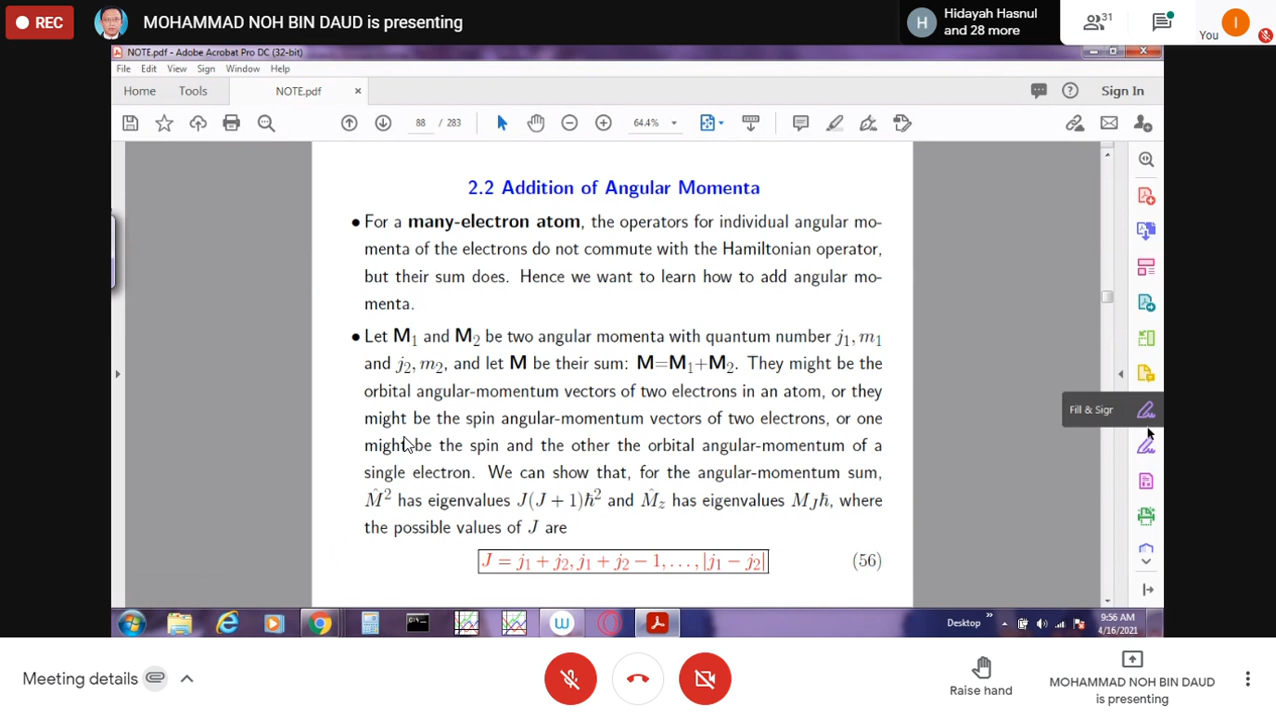 REC
MOHAMMAD NOH BIN DAUD is presenting
H
Hidayah Hasnul
and 28 more
31
You
I
NOTE.pdf - Adobe Acrobat Pro DC (32-bit)
File Edit View Sign Window Help
Home Tools NOTE.pdf × Sign In
88 / 283 64.4%
2.2 Addition of Angular Momenta
• For a many-electron atom, the operators for individual angular mo-
menta of the electrons do not commute with the Hamiltonian operator,
but their sum does. Hence we want to learn how to add angular mo-
menta.
• Let M₁ and M₂ be two angular momenta with quantum number j₁, m₁
and j₂, m₂, and let M be their sum: M=M₁+M₂. They might be the
orbital angular-momentum vectors of two electrons in an atom, or they
might be the spin angular-momentum vectors of two electrons, or one
might be the spin and the other the orbital angular-momentum of a
single electron. We can show that, for the angular-momentum sum,
M̂² has eigenvalues J(J + 1)ħ² and M̂z has eigenvalues MJħ, where
the possible values of J are
J = j₁ + j₂, j₁ + j₂ − 1, . . . , |j₁ − j₂| (56)
Fill & Sign
Desktop » 9:56 AM
4/16/2021
Meeting details
Raise hand
MOHAMMAD NOH BIN DAUD
is presenting